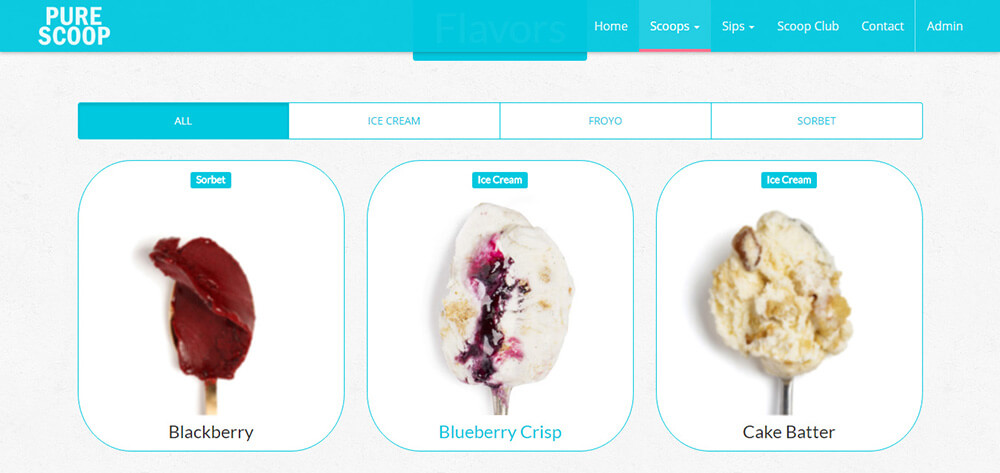 PURE
SCOOP
Flavors
Home
Scoops
Sips
Scoop Club
Contact
Admin
ALL
ICE CREAM
FROYO
SORBET
Sorbet
Ice Cream
Ice Cream
Blackberry
Blueberry Crisp
Cake Batter